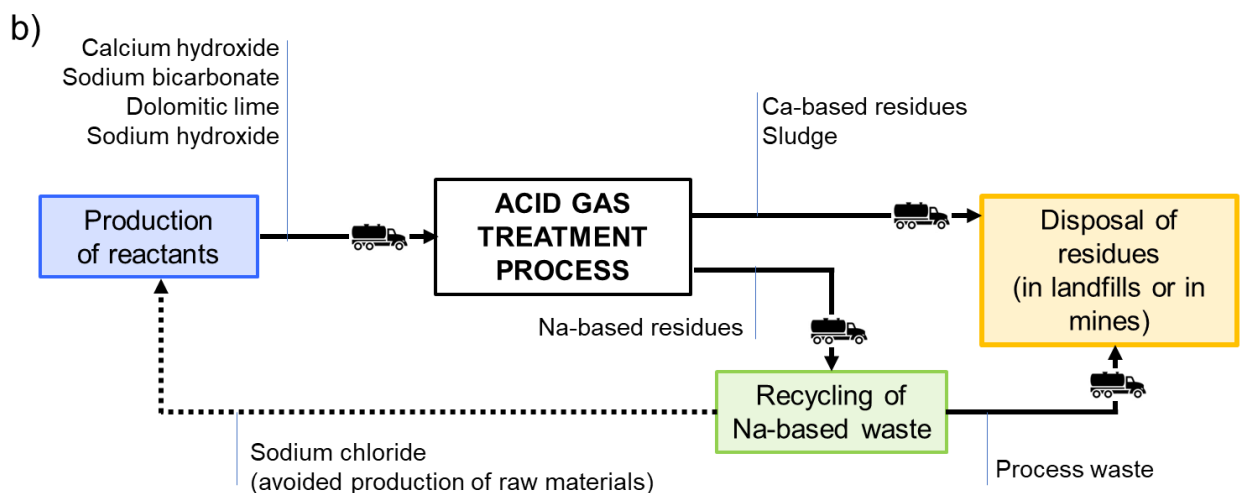 b)
Calcium hydroxide
Sodium bicarbonate
Dolomitic lime
Sodium hydroxide
Ca-based residues
Sludge
Production
of reactants
ACID GAS
TREATMENT
PROCESS
Disposal of
residues
(in landfills or in
mines)
Na-based residues
Recycling of
Na-based waste
Sodium chloride
(avoided production of raw materials)
Process waste